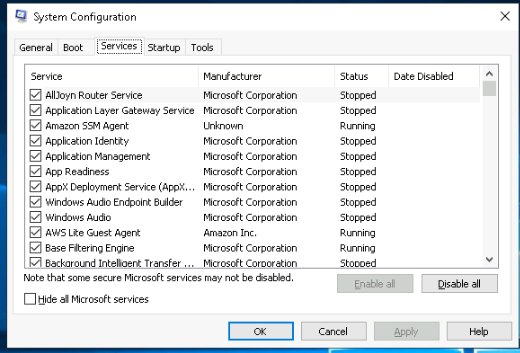 System Configuration
General Boot Services Startup Tools
Service Manufacturer Status Date Disabled
AllJoyn Router Service Microsoft Corporation Stopped
Application Layer Gateway Service Microsoft Corporation Stopped
Amazon SSM Agent Unknown Running
Application Identity Microsoft Corporation Stopped
Application Management Microsoft Corporation Stopped
App Readiness Microsoft Corporation Stopped
AppX Deployment Service (AppX... Microsoft Corporation Stopped
Windows Audio Endpoint Builder Microsoft Corporation Stopped
Windows Audio Microsoft Corporation Stopped
AWS Lite Guest Agent Amazon Inc. Running
Base Filtering Engine Microsoft Corporation Running
Background Intelligent Transfer ... Microsoft Corporation Stopped
Note that some secure Microsoft services may not be disabled.
Enable all Disable all
Hide all Microsoft services
OK Cancel Apply Help